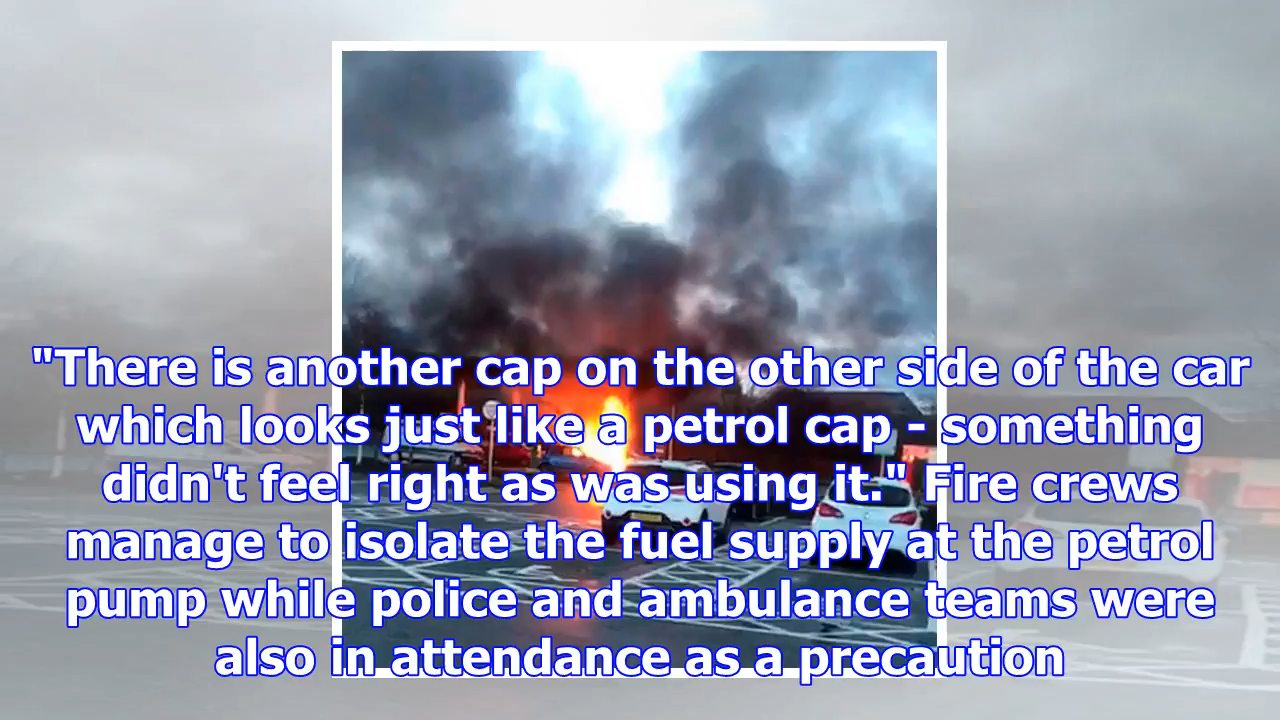 "There is another cap on the other side of the car
which looks just like a petrol cap - something
didn't feel right as was using it." Fire crews
manage to isolate the fuel supply at the petrol
pump while police and ambulance teams were
also in attendance as a precaution